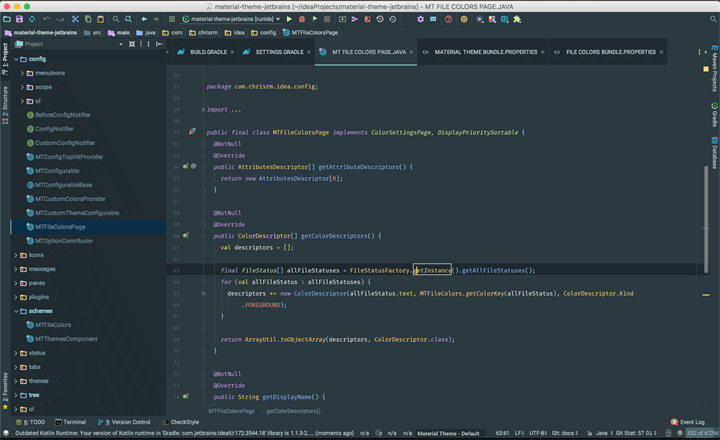 material-theme-jetbrains - [~/IdeaProjects/material-theme-jetbrains] - MT FILE COLORS PAGE.JAVA
material-theme-jetbrains
src
main
java
com
chrisrm
idea
config
MTFileColorsPage
material-theme-jetbrains [runIde]
Git:
Project
BUILD.GRADLE
SETTINGS.GRADLE
MT FILE COLORS PAGE.JAVA
MATERIAL THEME BUNDLE.PROPERTIES
FILE COLORS BUNDLE.PROPERTIES
1: Project
7: Structure
2: Favorites
Maven Projects
Gradle
Database
config
menuIcons
scope
ui
BeforeConfigNotifier
ConfigNotifier
CustomConfigNotifier
MTConfigTopHitProvider
MTConfigurable
MTConfigurableBase
MTCustomColorsProvider
MTCustomThemeConfigurable
MTFileColorsPage
MTOptionContributor
icons
messages
panes
plugins
schemes
MTFileColors
MTThemesComponent
status
tabs
themes
tree
ui
package com.chrisrm.idea.config;
import ...
public final class MTFileColorsPage implements ColorSettingsPage, DisplayPrioritySortable {
@NotNull
@Override
public AttributesDescriptor[] getAttributeDescriptors() {
return new AttributesDescriptor[0];
}
@NotNull
@Override
public ColorDescriptor[] getColorDescriptors() {
val descriptors = [];
final FileStatus[] allFileStatuses = FileStatusFactory.getInstance().getAllFileStatuses();
for (val allFileStatus : allFileStatuses) {
descriptors += new ColorDescriptor(allFileStatus.text, MTFileColors.getColorKey(allFileStatus), ColorDescriptor.Kind
.FOREGROUND);
}
return ArrayUtil.toObjectArray(descriptors, ColorDescriptor.class);
}
@NotNull
@Override
public String getDisplayName() {
MTFileColorsPage
getColorDescriptors()
6: TODO
Terminal
9: Version Control
CheckStyle
Event Log
Outdated Kotlin Runtime: Your version of Kotlin runtime in 'Gradle: com.jetbrains:ideaIU:172.3544.18' library is 1.1.3-2, ... (moments ago)
n/a
n/a
Material Theme - Default
63:61
LF
UTF-8
Git: docs